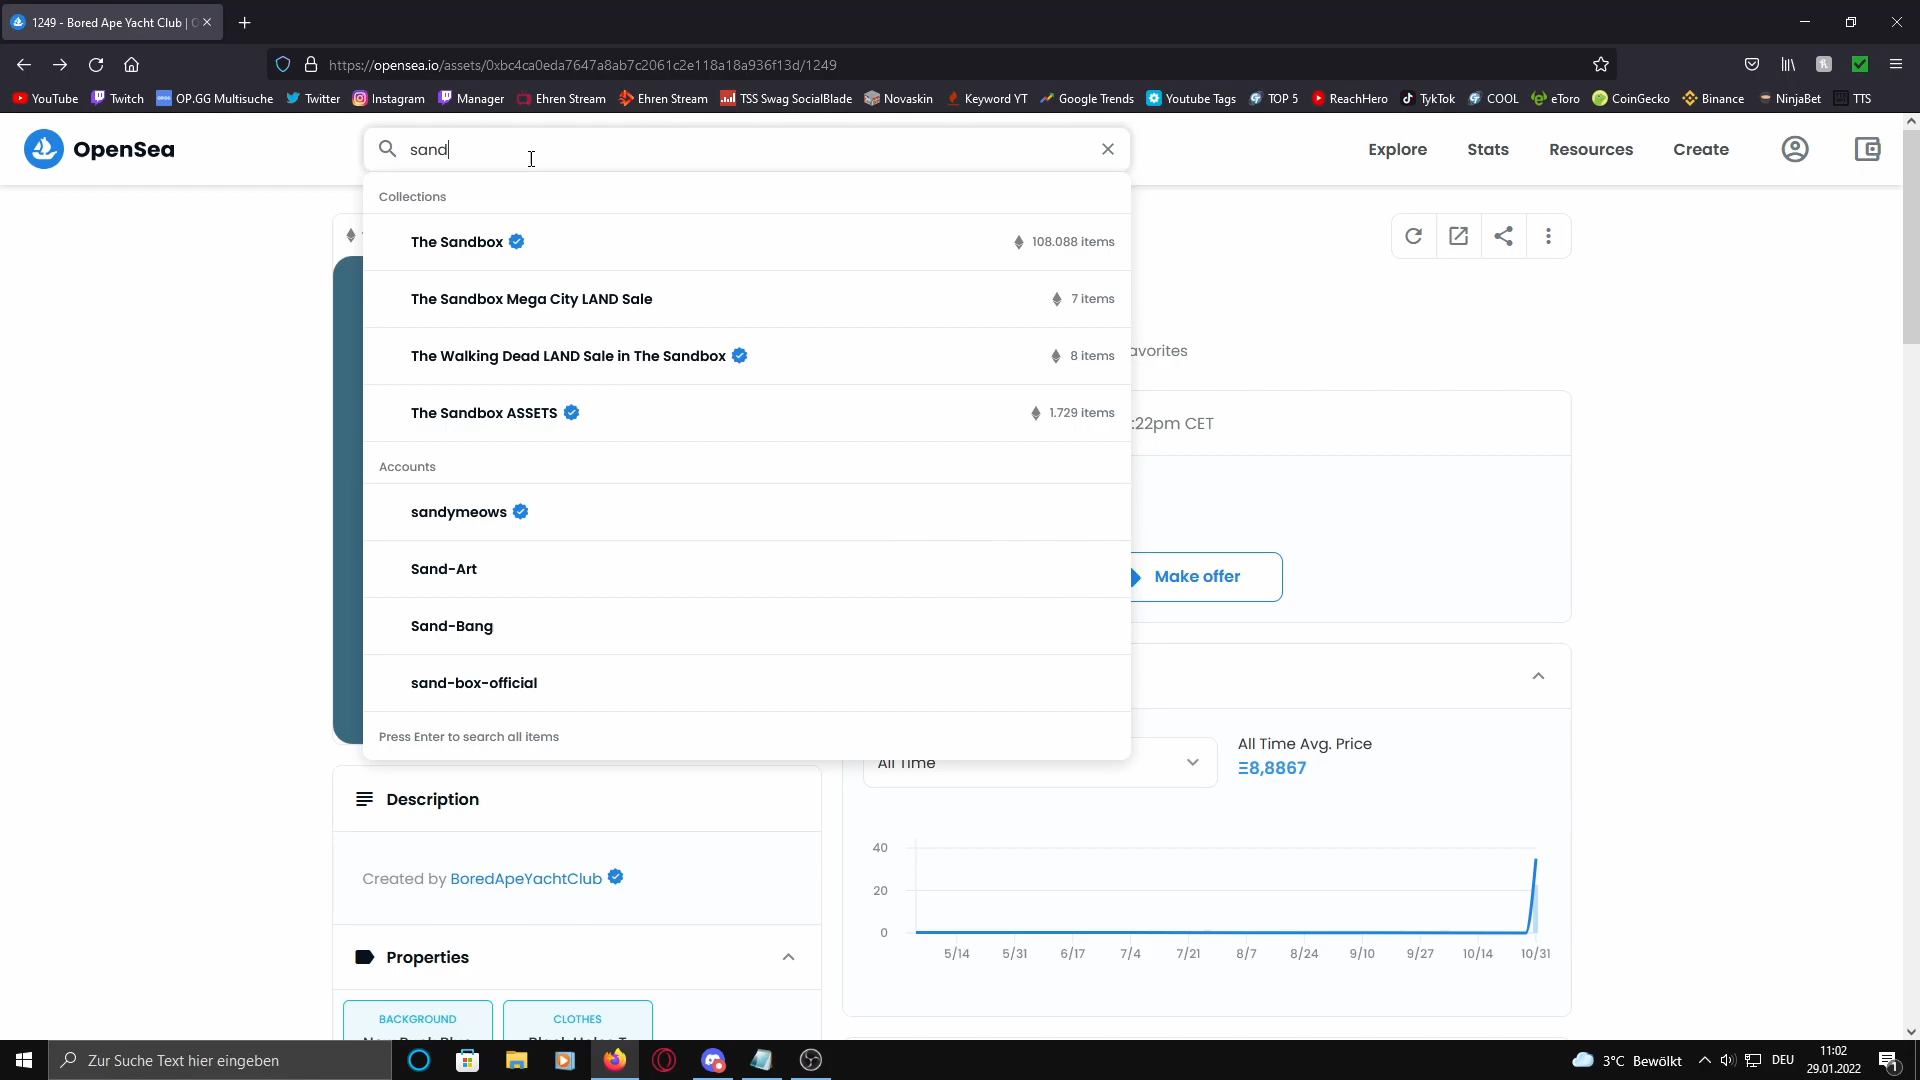 1249 - Bored Ape Yacht Club |
https://opensea.io/assets/0xbc4ca0eda7647a8ab7c2061c2e118a18a936f13d/1249
YouTube Twitch OP.GG Multisuche Twitter Instagram Manager Ehren Stream Ehren Stream TSS Swag SocialBlade Novaskin Keyword YT Google Trends Youtube Tags TOP 5 ReachHero TykTok COOL eToro CoinGecko Binance NinjaBet TTS
OpenSea
sand
Explore Stats Resources Create
Collections
The Sandbox 108.088 items
The Sandbox Mega City LAND Sale 7 items
The Walking Dead LAND Sale in The Sandbox 8 items
The Sandbox ASSETS 1.729 items
Accounts
sandymeows
Sand-Art
Sand-Bang
sand-box-official
Press Enter to search all items
avorites
:22pm CET
Make offer
All Time
All Time Avg. Price
Ξ8,8867
40
20
0
5/14 5/31 6/17 7/4 7/21 8/7 8/24 9/10 9/27 10/14 10/31
Description
Created by BoredApeYachtClub
Properties
BACKGROUND
CLOTHES
Zur Suche Text hier eingeben
3°C Bewölkt
DEU
11:02
29.01.2022
1